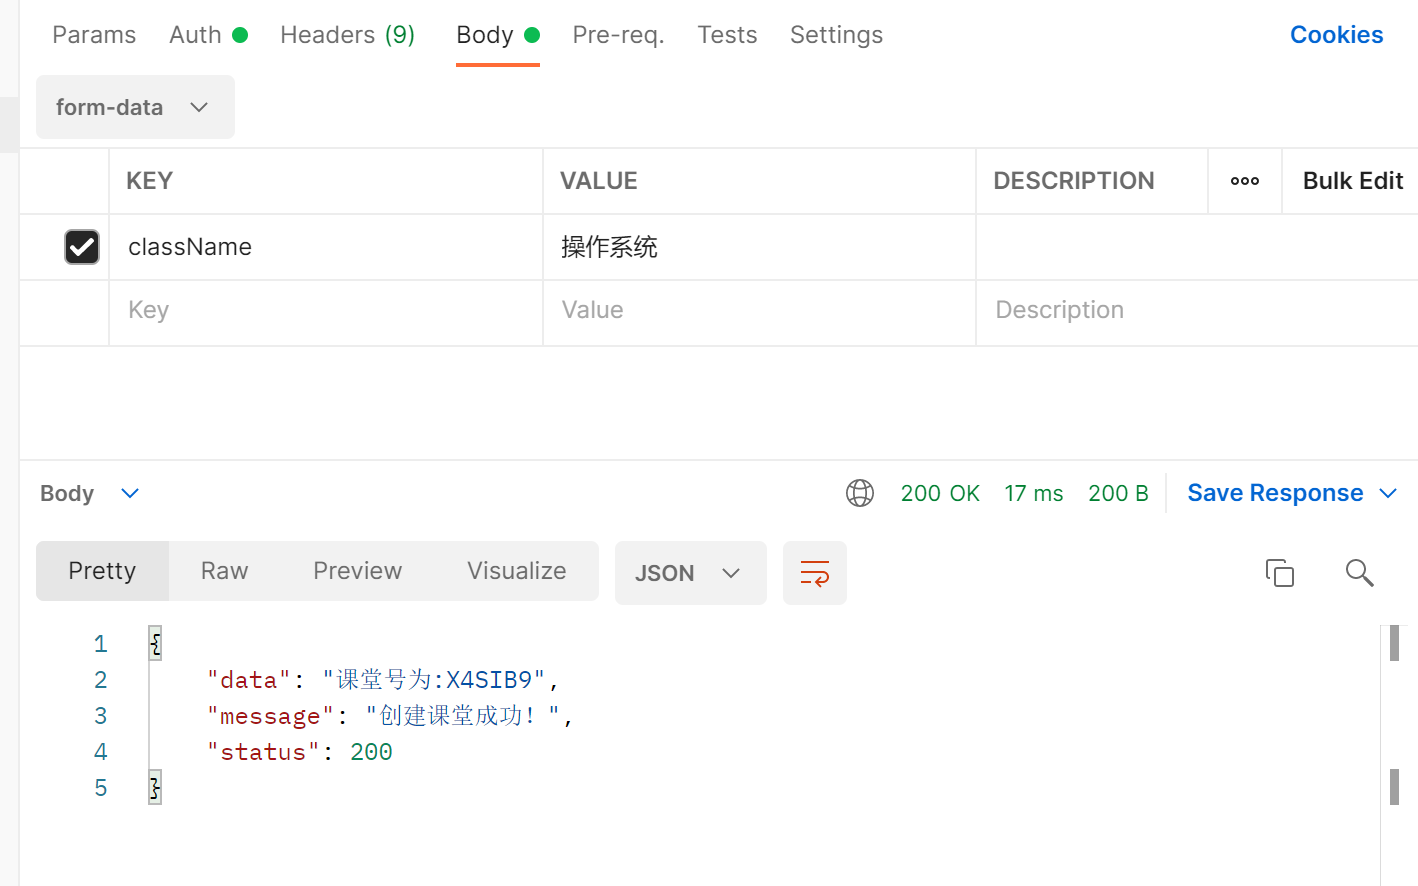 Params Auth Headers (9) Body Pre-req. Tests Settings Cookies
form-data
KEY VALUE DESCRIPTION ooo Bulk Edit
className 操作系统
Key Value Description
Body 200 OK 17 ms 200 B Save Response
Pretty Raw Preview Visualize JSON
1 {
2 "data": "课堂号为:X4SIB9",
3 "message": "创建课堂成功！",
4 "status": 200
5 }